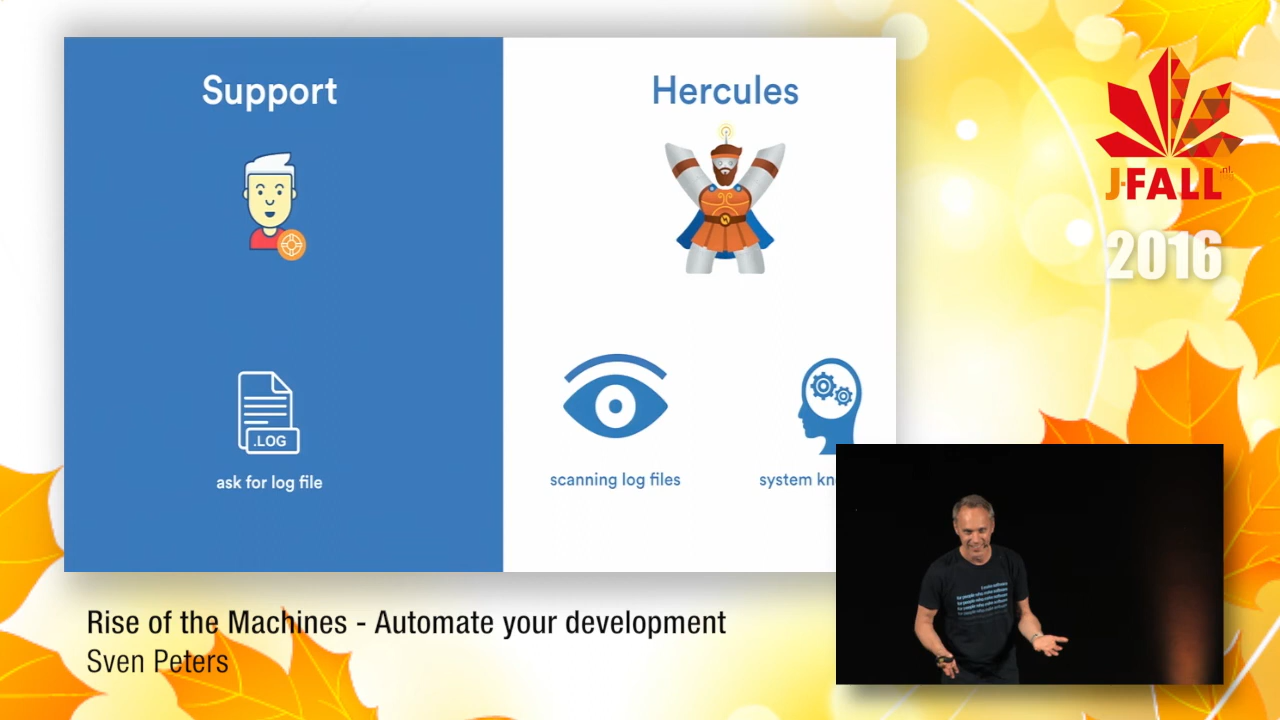 Support
Hercules
.LOG
ask for log file
scanning log files
system
J-FALL
.nl
2016
Rise of the Machines - Automate your development
Sven Peters